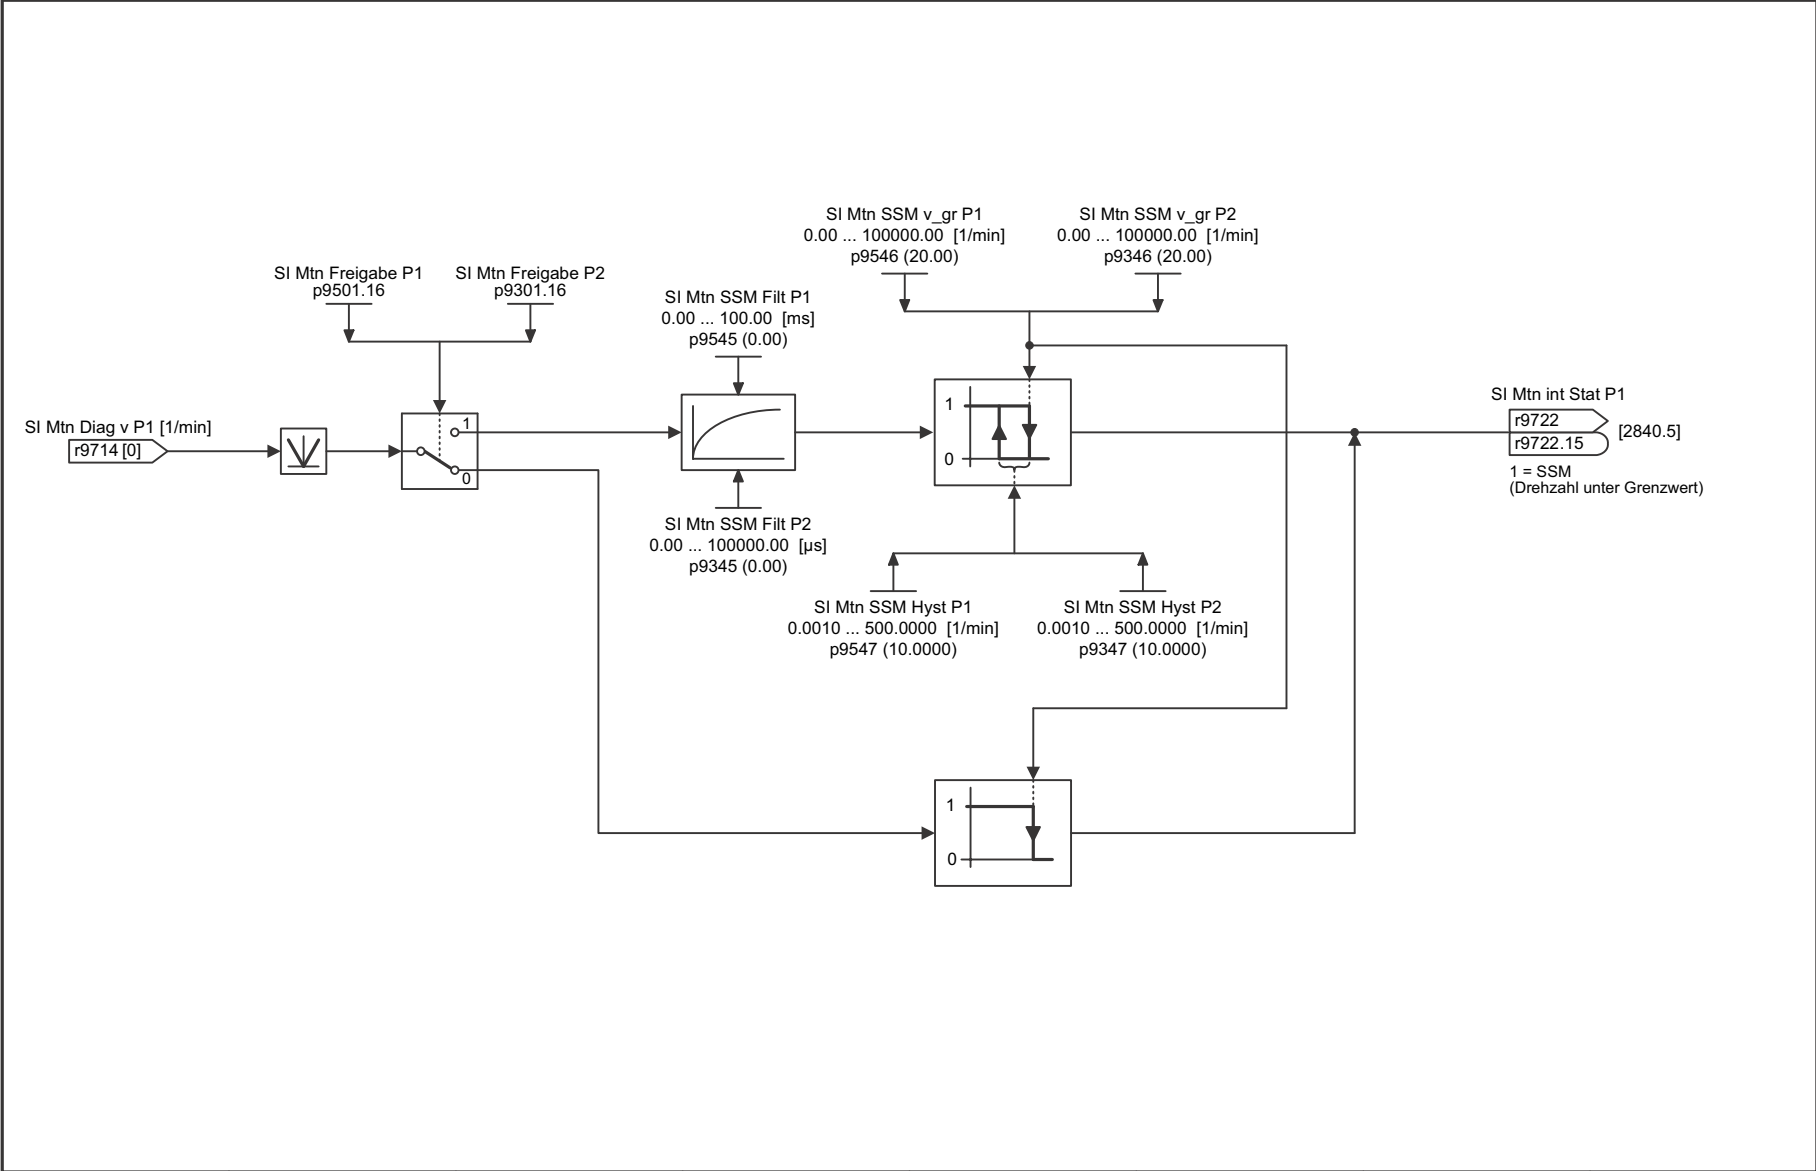 SI Mtn SSM v_gr P1
0.00 ... 100000.00 [1/min]
p9546 (20.00)
SI Mtn SSM v_gr P2
0.00 ... 100000.00 [1/min]
p9346 (20.00)
SI Mtn Freigabe P1
p9501.16
SI Mtn Freigabe P2
p9301.16
SI Mtn SSM Filt P1
0.00 ... 100.00 [ms]
p9545 (0.00)
SI Mtn Diag v P1 [1/min]
r9714 [0]
1
0
1
0
SI Mtn int Stat P1
r9722
r9722.15
[2840.5]
1 = SSM
(Drehzahl unter Grenzwert)
SI Mtn SSM Filt P2
0.00 ... 100000.00 [µs]
p9345 (0.00)
SI Mtn SSM Hyst P1
0.0010 ... 500.0000 [1/min]
p9547 (10.0000)
SI Mtn SSM Hyst P2
0.0010 ... 500.0000 [1/min]
p9347 (10.0000)
1
0